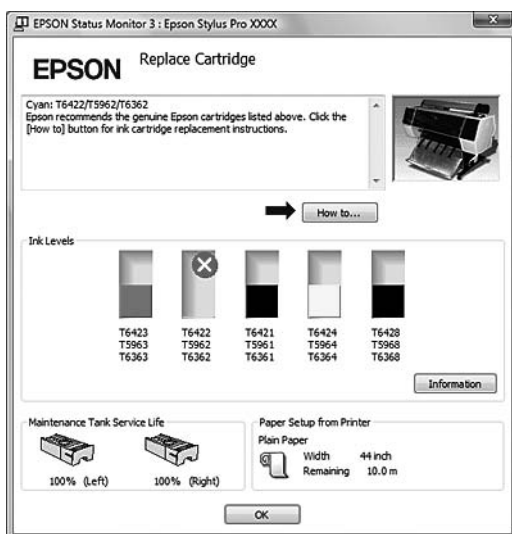 EPSON Status Monitor 3 : Epson Stylus Pro XXXX
EPSON
Replace Cartridge
Cyan: T6422/T5962/T6362
Epson recommends the genuine Epson cartridges listed above. Click the
[How to] button for ink cartridge replacement instructions.
How to...
Ink Levels
T6423 T6422 T6421 T6424 T6428
T5963 T5962 T5961 T5964 T5968
T6363 T6362 T6361 T6364 T6368
Information
Maintenance Tank Service Life
100% (Left) 100% (Right)
Paper Setup from Printer
Plain Paper
Width 44 inch
Remaining 10.0 m
OK